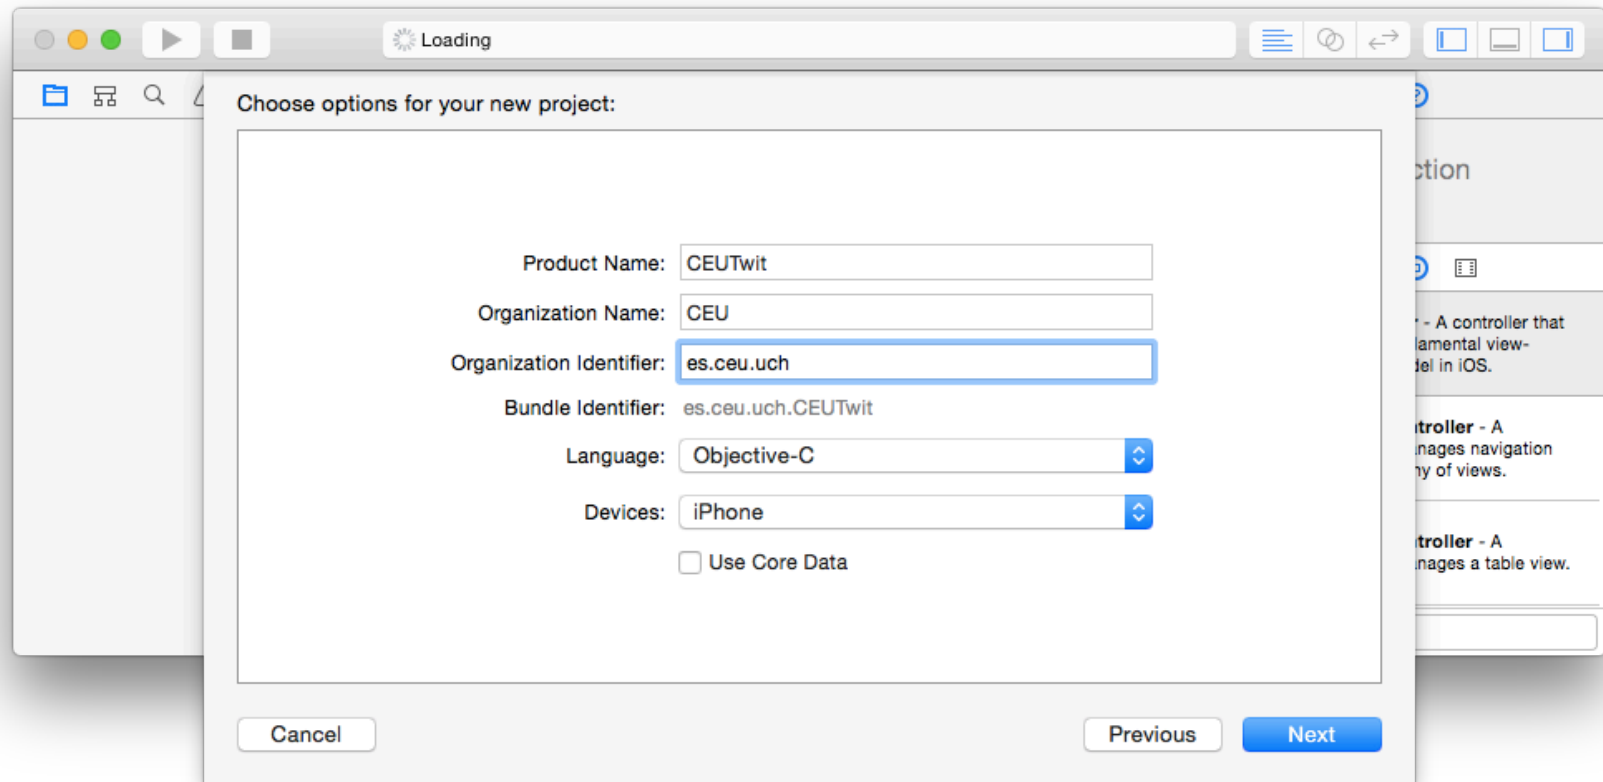 Loading
Choose options for your new project:
ction
Product Name: CEUTwit
Organization Name: CEU
Organization Identifier: es.ceu.uch
Bundle Identifier: es.ceu.uch.CEUTwit
Language: Objective-C
Devices: iPhone
Use Core Data
- A controller that
lamental view-
del in iOS.
troller - A
nages navigation
ny of views.
troller - A
nages a table view.
Cancel
Previous
Next